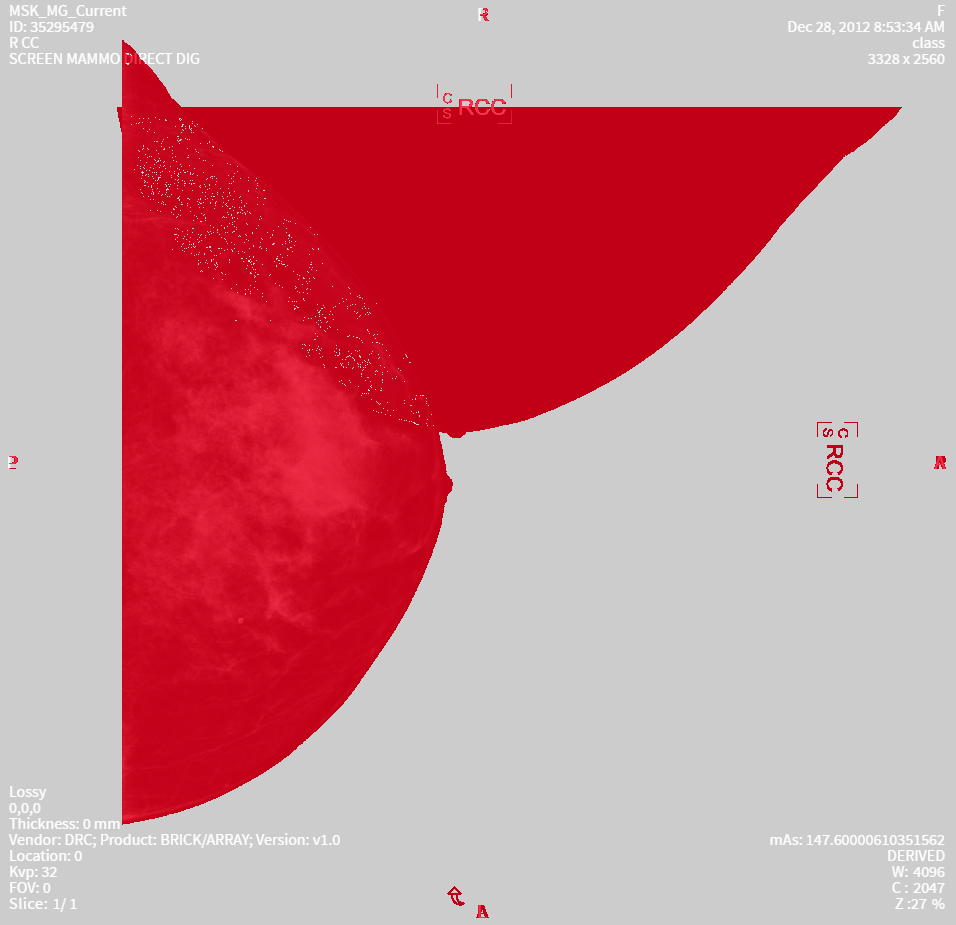 MSK_MG_Current
ID: 35295479
R CC
SCREEN MAMMO DIRECT DIG
R
F
Dec 28, 2012 8:53:34 AM
class
3328 x 2560
C
S RCC
C
S RCC
Lossy
0,0,0
Thickness: 0 mm
Vendor: DRC; Product: BRICK/ARRAY; Version: v1.0
Location: 0
Kvp: 32
FOV: 0
Slice: 1/ 1
mAs: 147.60000610351562
DERIVED
W: 4096
C : 2047
Z :27 %